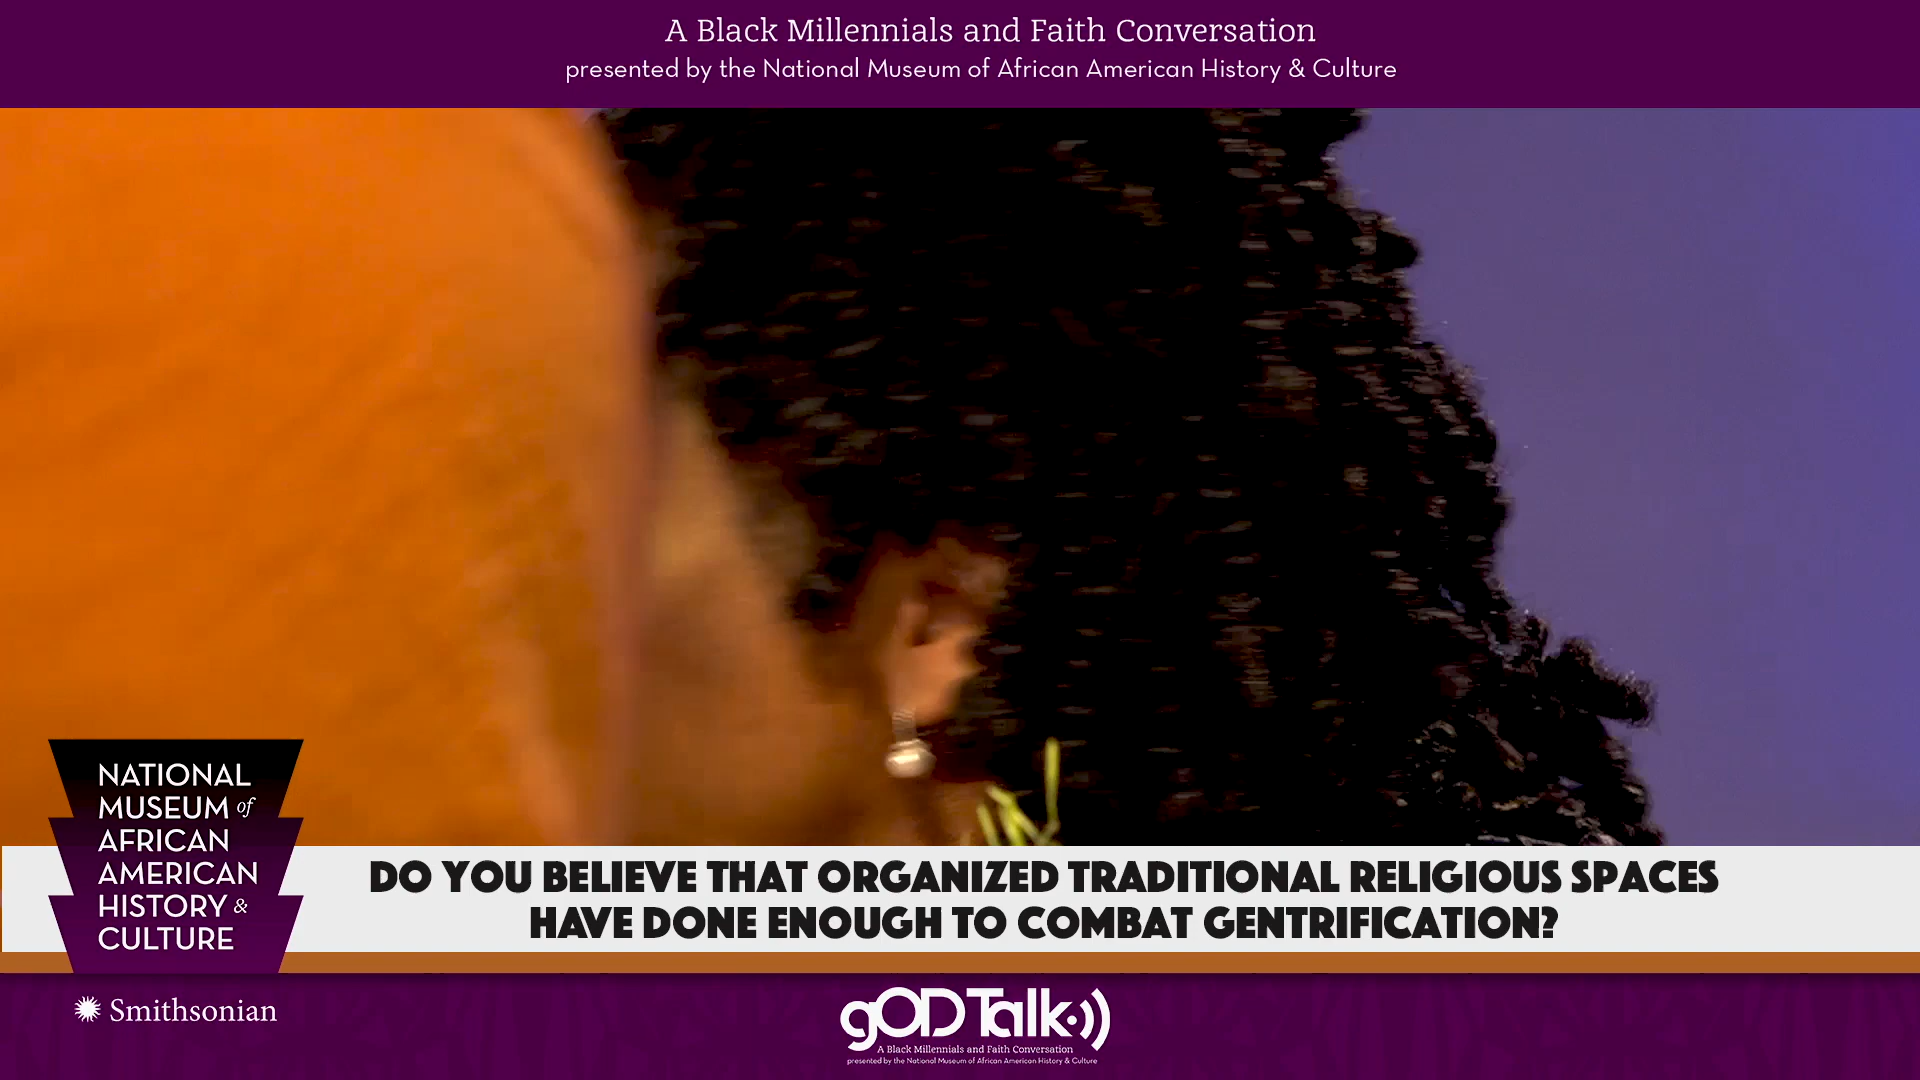 A Black Millennials and Faith Conversation
presented by the National Museum of African American History & Culture
NATIONAL
MUSEUM of
AFRICAN
AMERICAN
HISTORY &
CULTURE
DO YOU BELIEVE THAT ORGANIZED TRADITIONAL RELIGIOUS SPACES
HAVE DONE ENOUGH TO COMBAT GENTRIFICATION?
Smithsonian
gOD Talk
A Black Millennials and Faith Conversation
presented by the National Museum of African American History & Culture